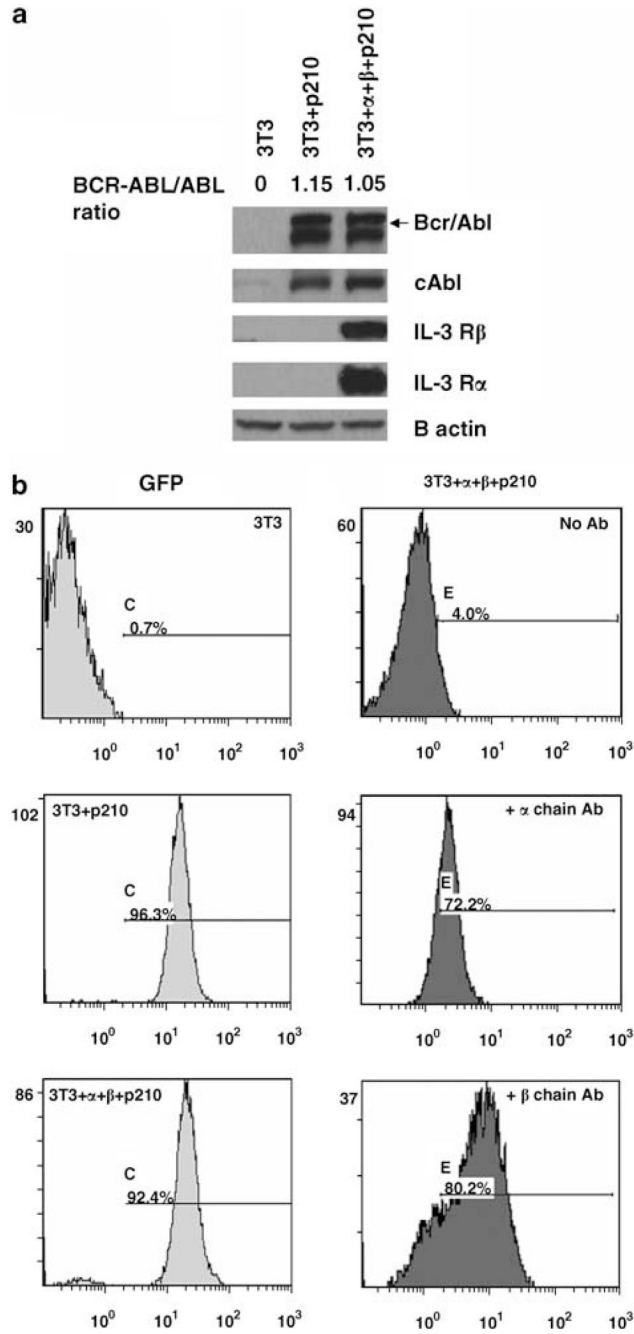 a
3T3
3T3+p210
3T3+α+β+p210
BCR-ABL/ABL ratio
0 1.15 1.05
Bcr/Abl
cAbl
IL-3 Rβ
IL-3 Rα
B actin
b
GFP
3T3+α+β+p210
30
3T3
C
0.7%
10⁰ 10¹ 10² 10³
60
No Ab
E
4.0%
10⁰ 10¹ 10² 10³
102
3T3+p210
C
96.3%
10⁰ 10¹ 10² 10³
94
+ α chain Ab
E
72.2%
10⁰ 10¹ 10² 10³
86
3T3+α+β+p210
C
92.4%
10⁰ 10¹ 10² 10³
37
+ β chain Ab
E
80.2%
10⁰ 10¹ 10² 10³